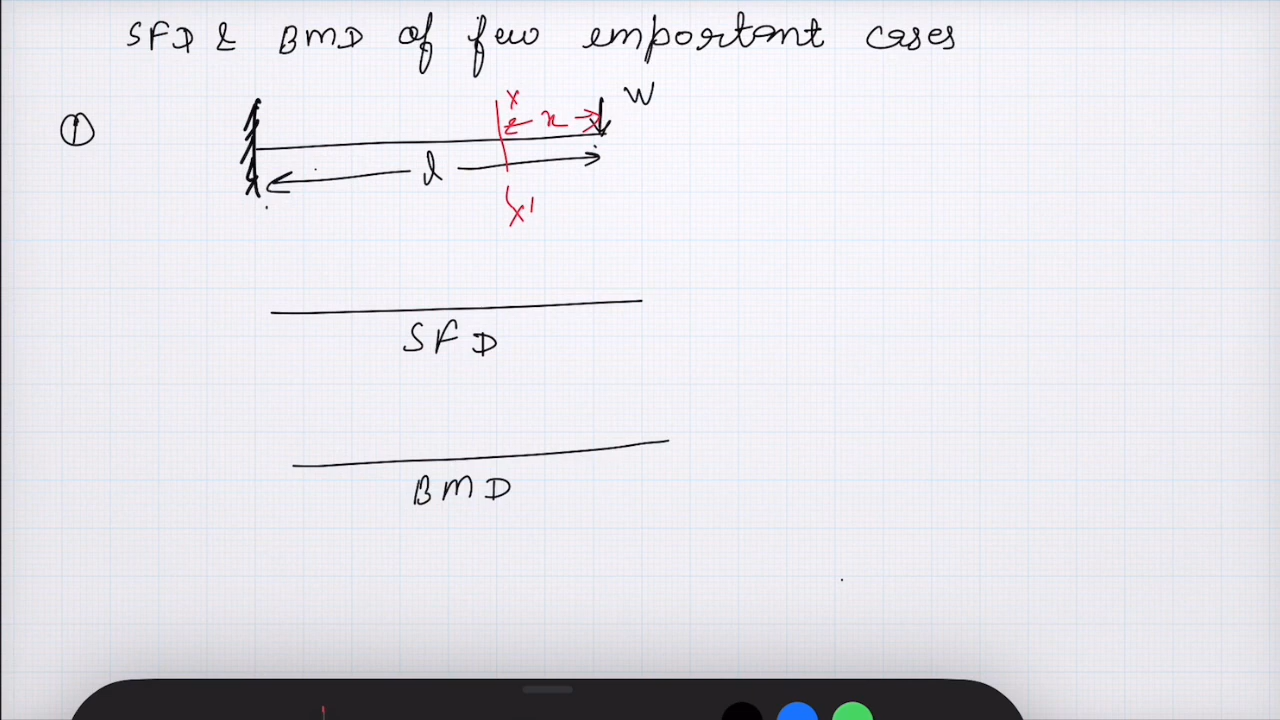 SFD & BMD of few emportant cases
①
W
x
x
l
x'
SFD
BMD